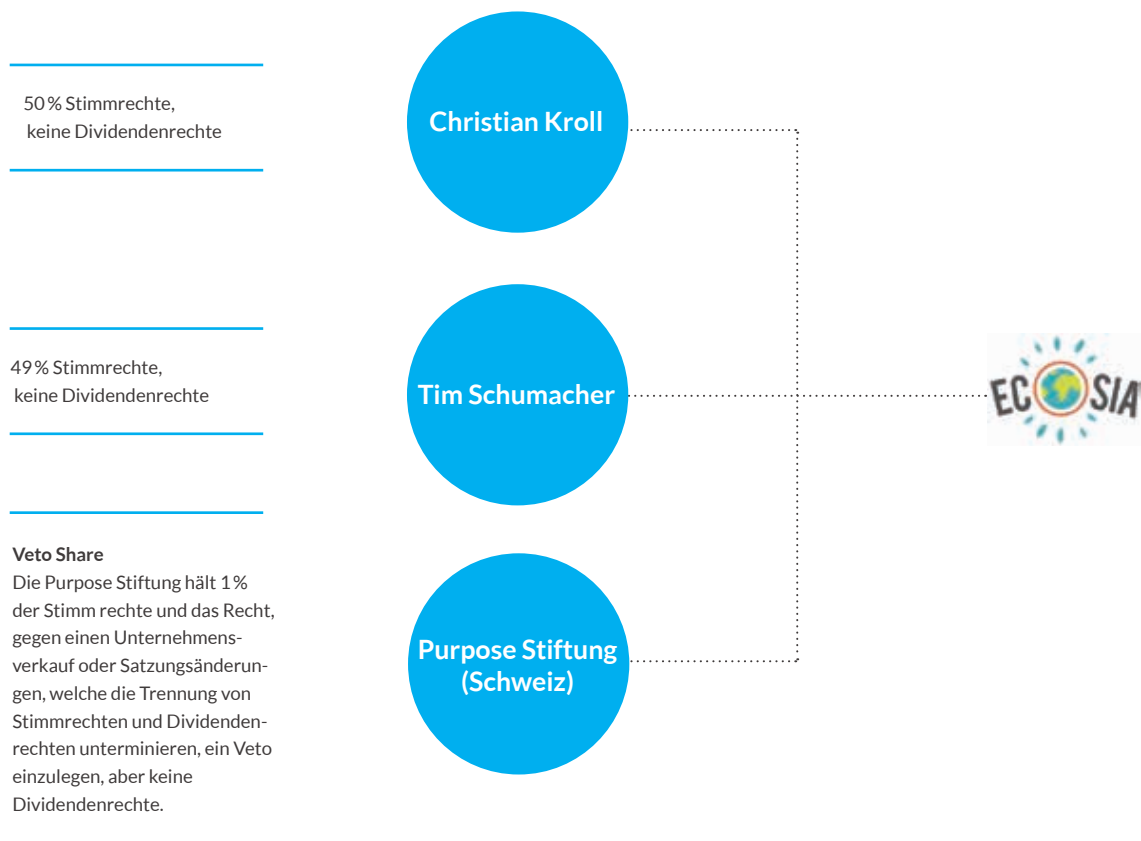 50 % Stimmrechte,
keine Dividendenrechte
Christian Kroll
49 % Stimmrechte,
keine Dividendenrechte
Tim Schumacher
ECOSIA
Veto Share
Die Purpose Stiftung hält 1 %
der Stimm rechte und das Recht,
gegen einen Unternehmens-
verkauf oder Satzungsänderun-
gen, welche die Trennung von
Stimmrechten und Dividenden-
rechten unterminieren, ein Veto
einzulegen, aber keine
Dividendenrechte.
Purpose Stiftung
(Schweiz)